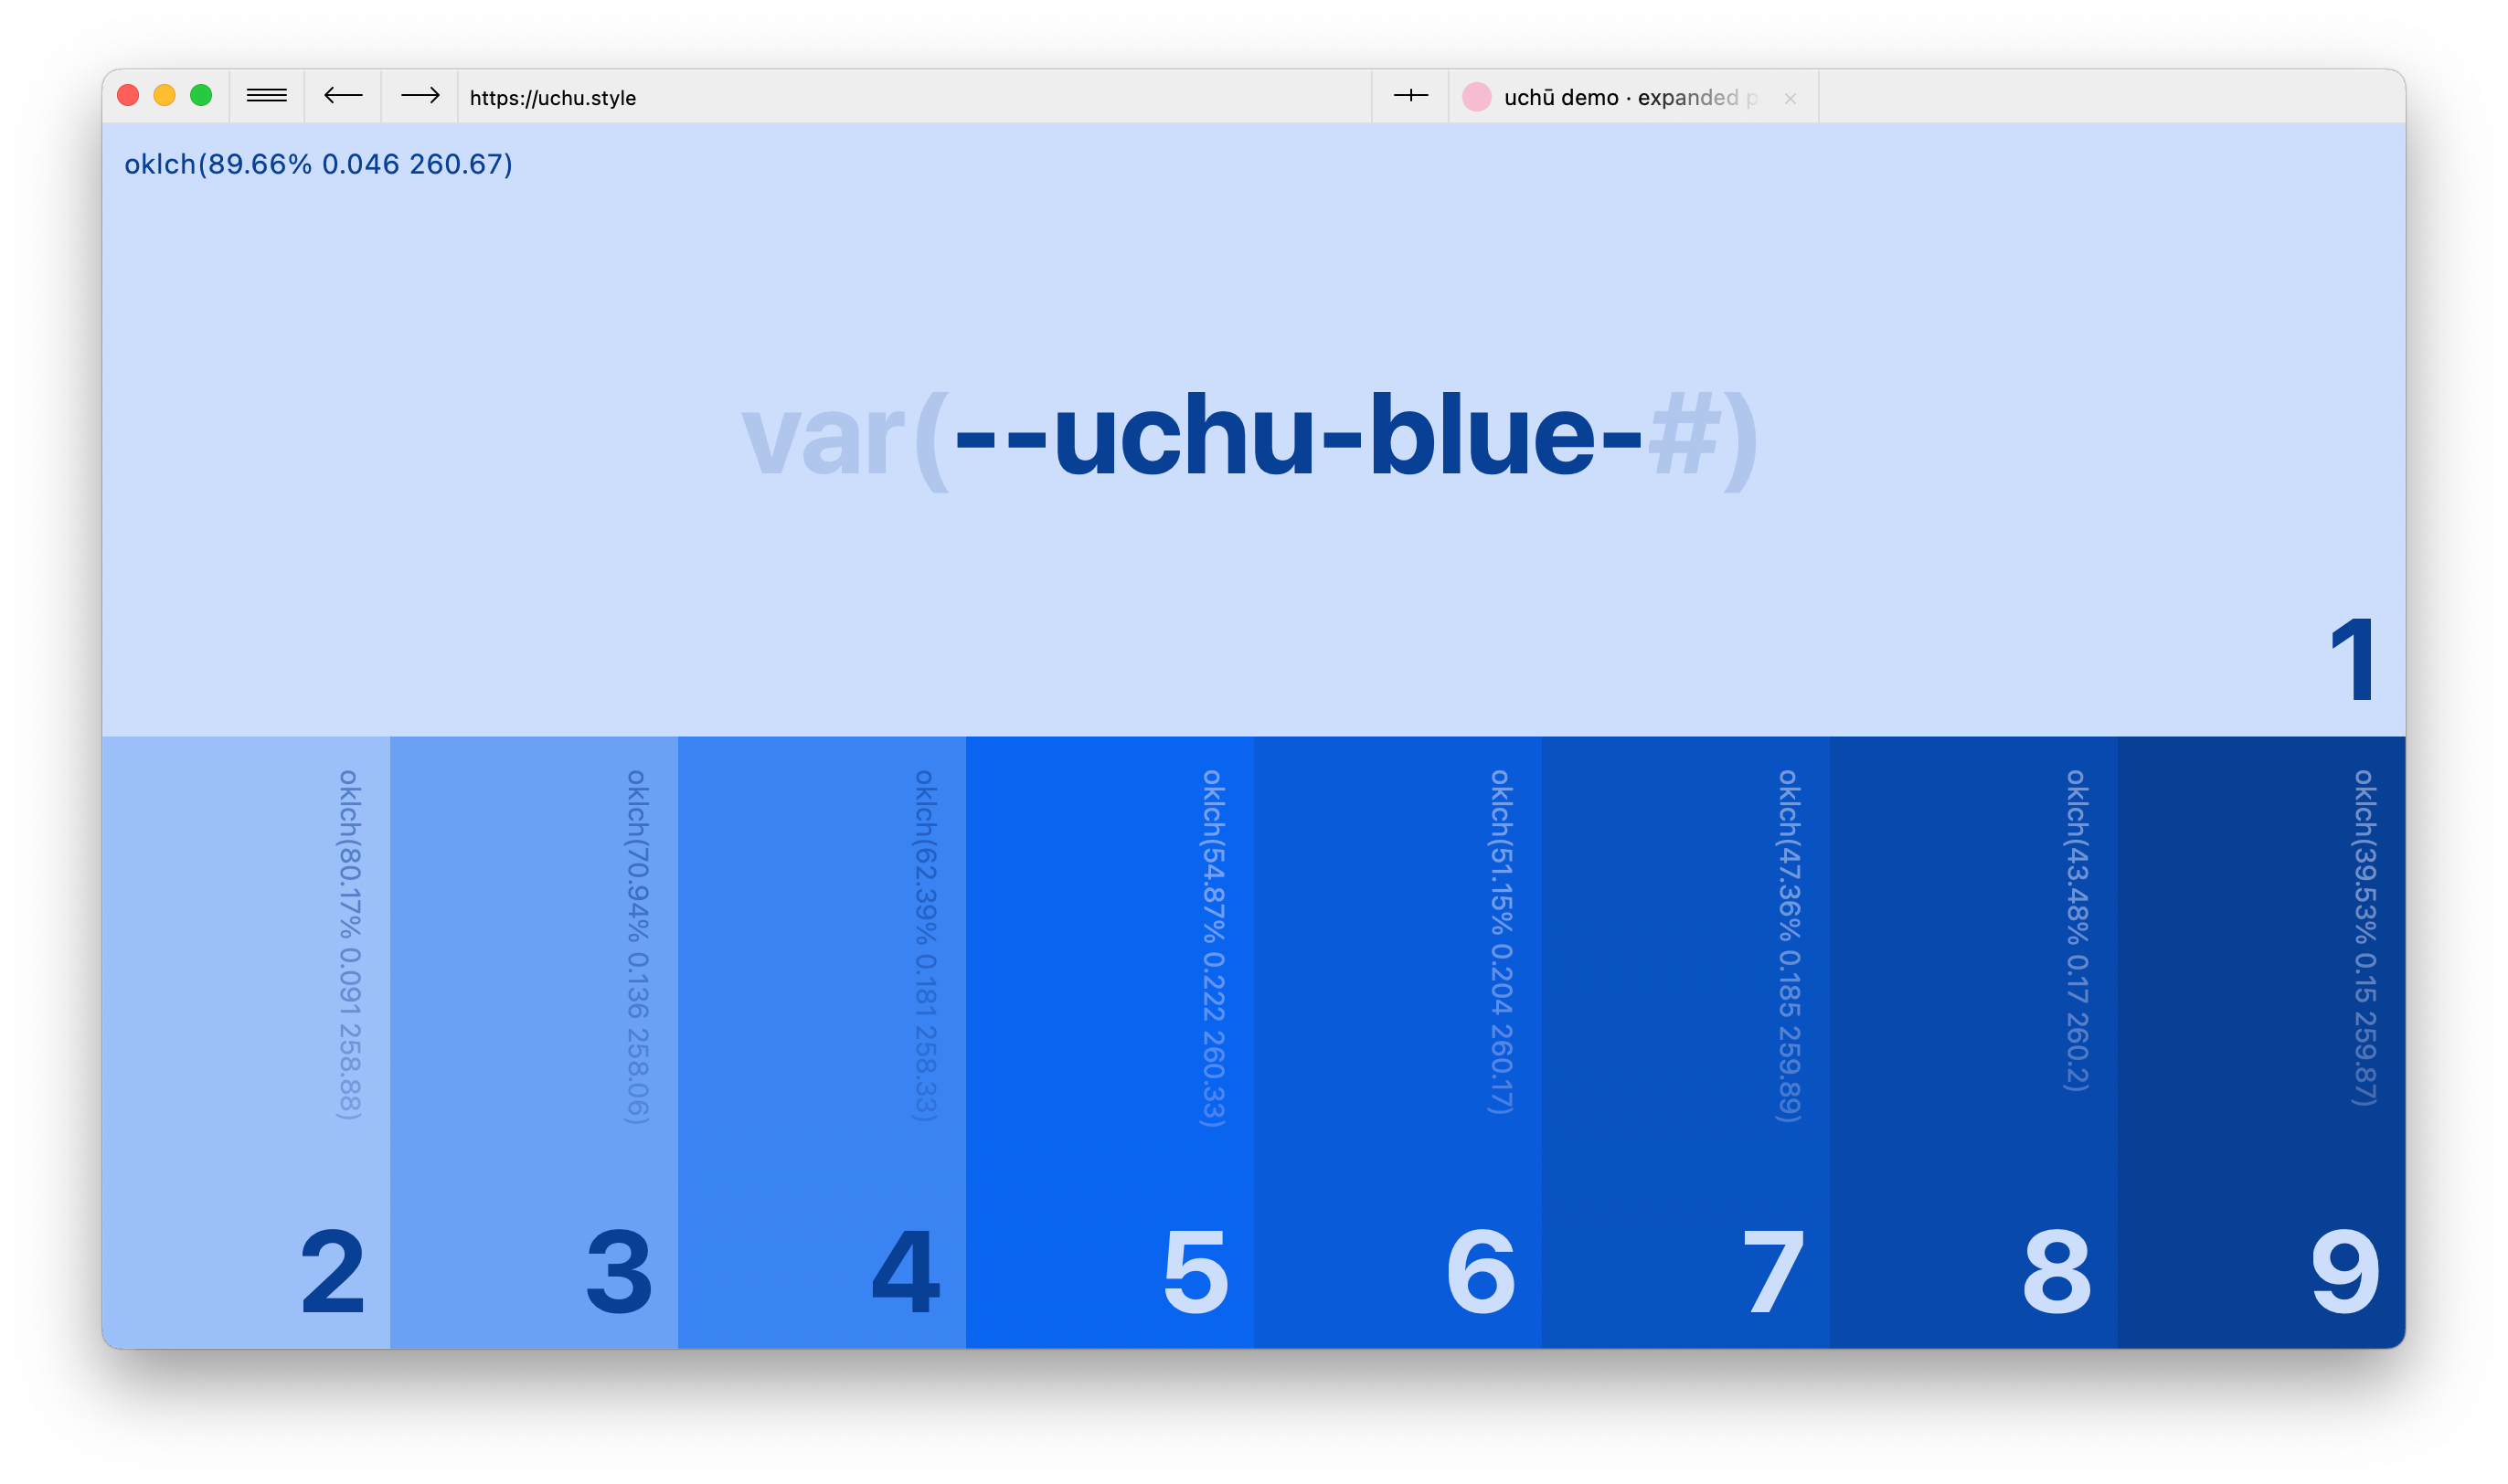 https://uchu.style
uchū demo · expanded p
oklch(89.66% 0.046 260.67)
var(--uchu-blue-#)
1
oklch(80.17% 0.091 258.88)
2
oklch(70.94% 0.136 258.06)
3
oklch(62.39% 0.181 258.33)
4
oklch(54.87% 0.222 260.33)
5
oklch(51.15% 0.204 260.17)
6
oklch(47.36% 0.185 259.89)
7
oklch(43.48% 0.17 260.2)
8
oklch(39.53% 0.15 259.87)
9